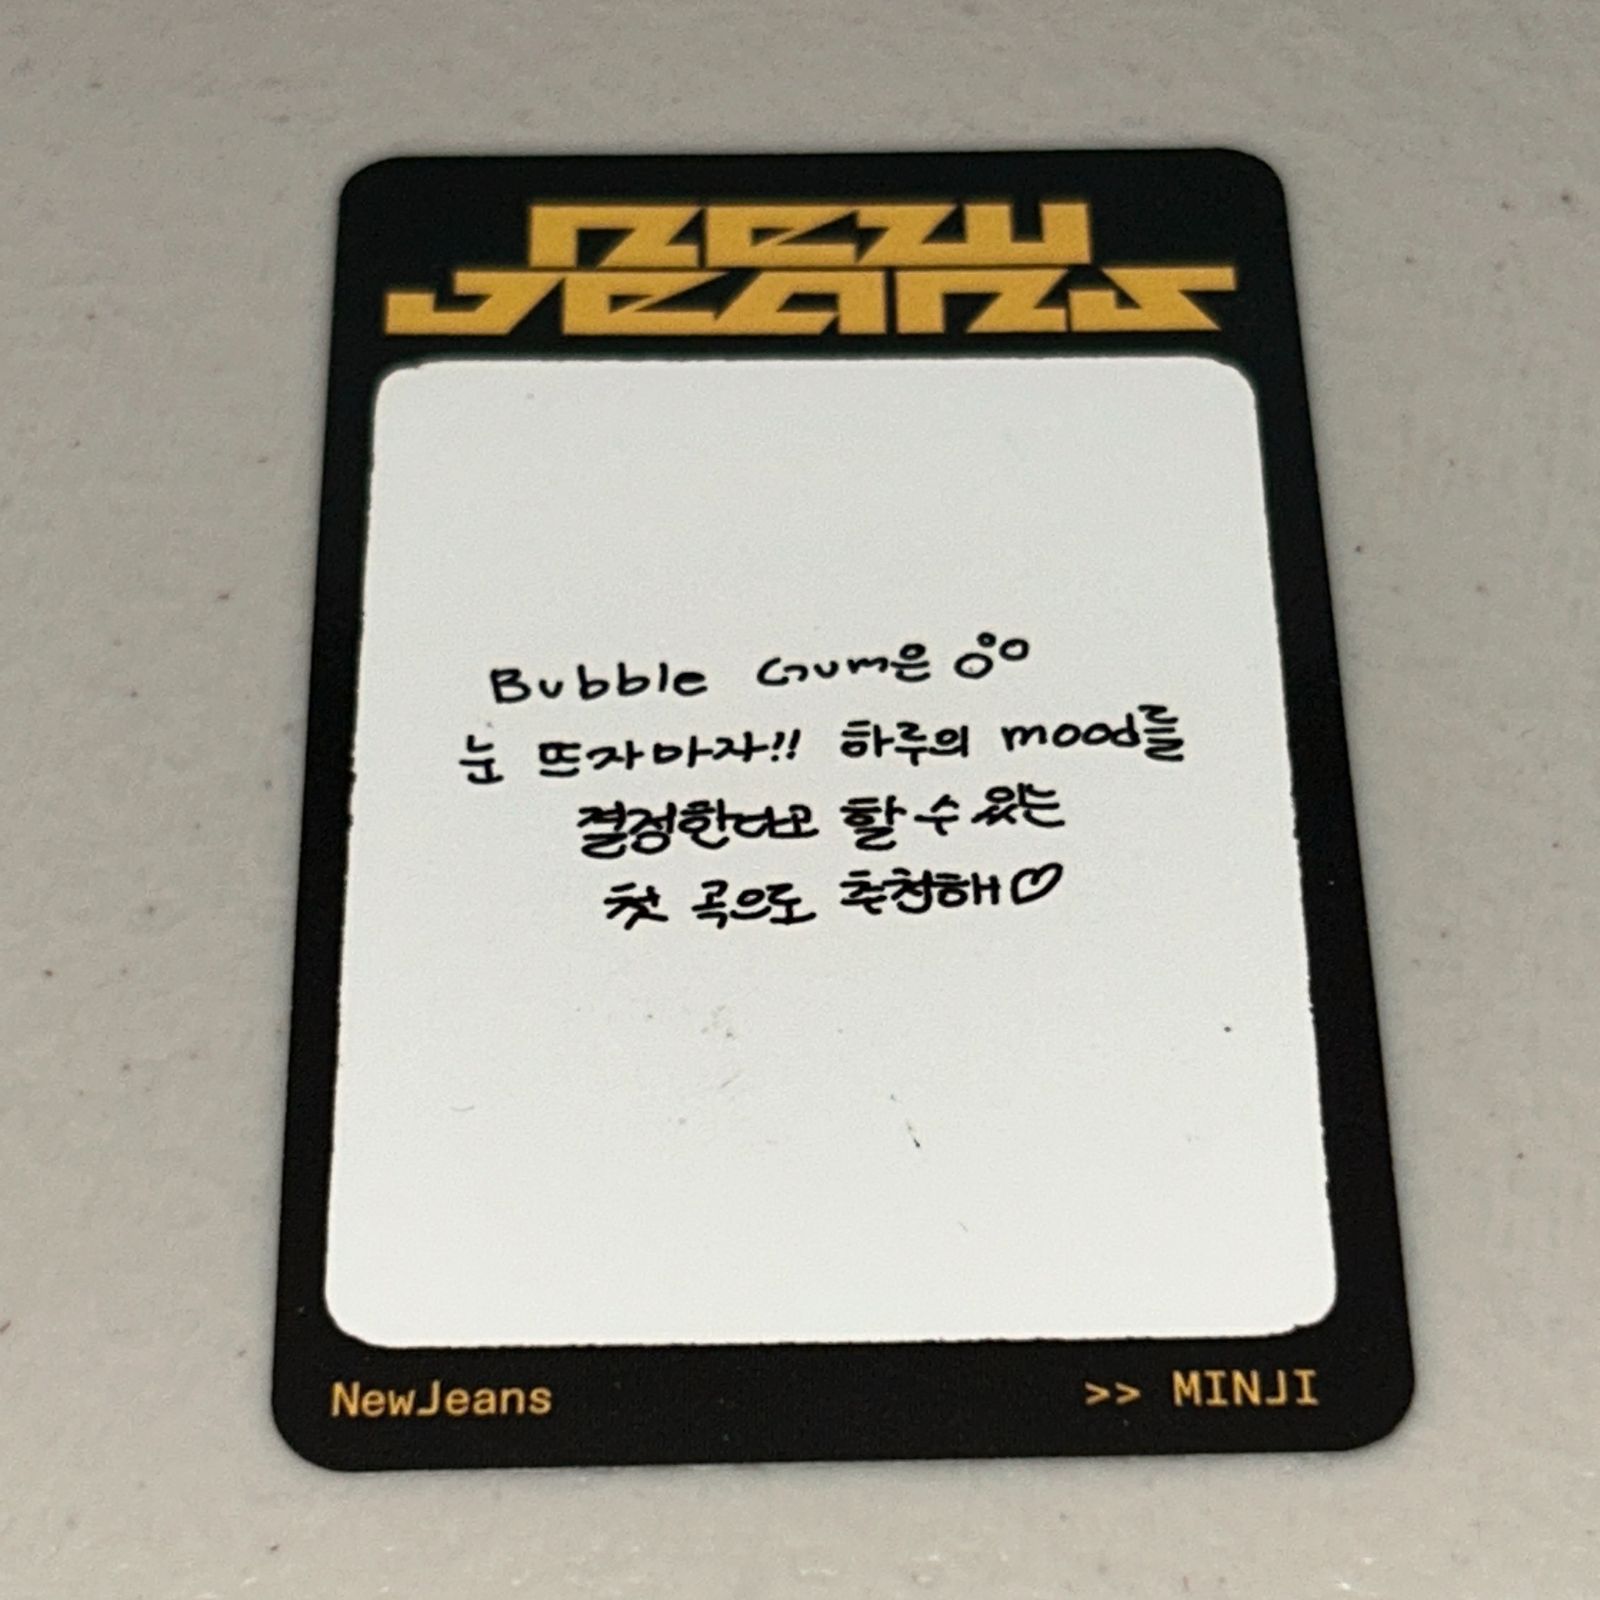 New
Jeans
Bubble Gum은
눈 뜨자마자!! 하루의 mood를
결정한다고 할 수 있는
첫 곡으로 추천해♡
NewJeans >> MINJI